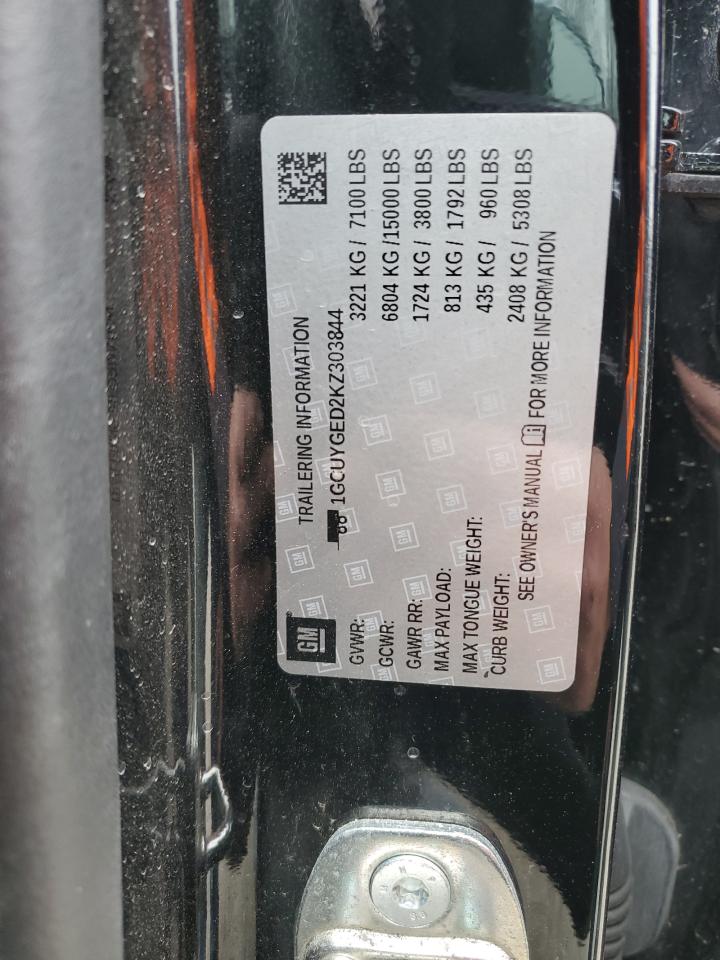 GM
TRAILERING INFORMATION
1GCUYGED2KZ303844
GVWR: 3221 KG / 7100 LBS
GCWR: 6804 KG /15000 LBS
GAWR RR: 1724 KG / 3800 LBS
MAX PAYLOAD: 813 KG / 1792 LBS
MAX TONGUE WEIGHT: 435 KG / 960 LBS
CURB WEIGHT: 2408 KG / 5308 LBS
SEE OWNER'S MANUAL FOR MORE INFORMATION